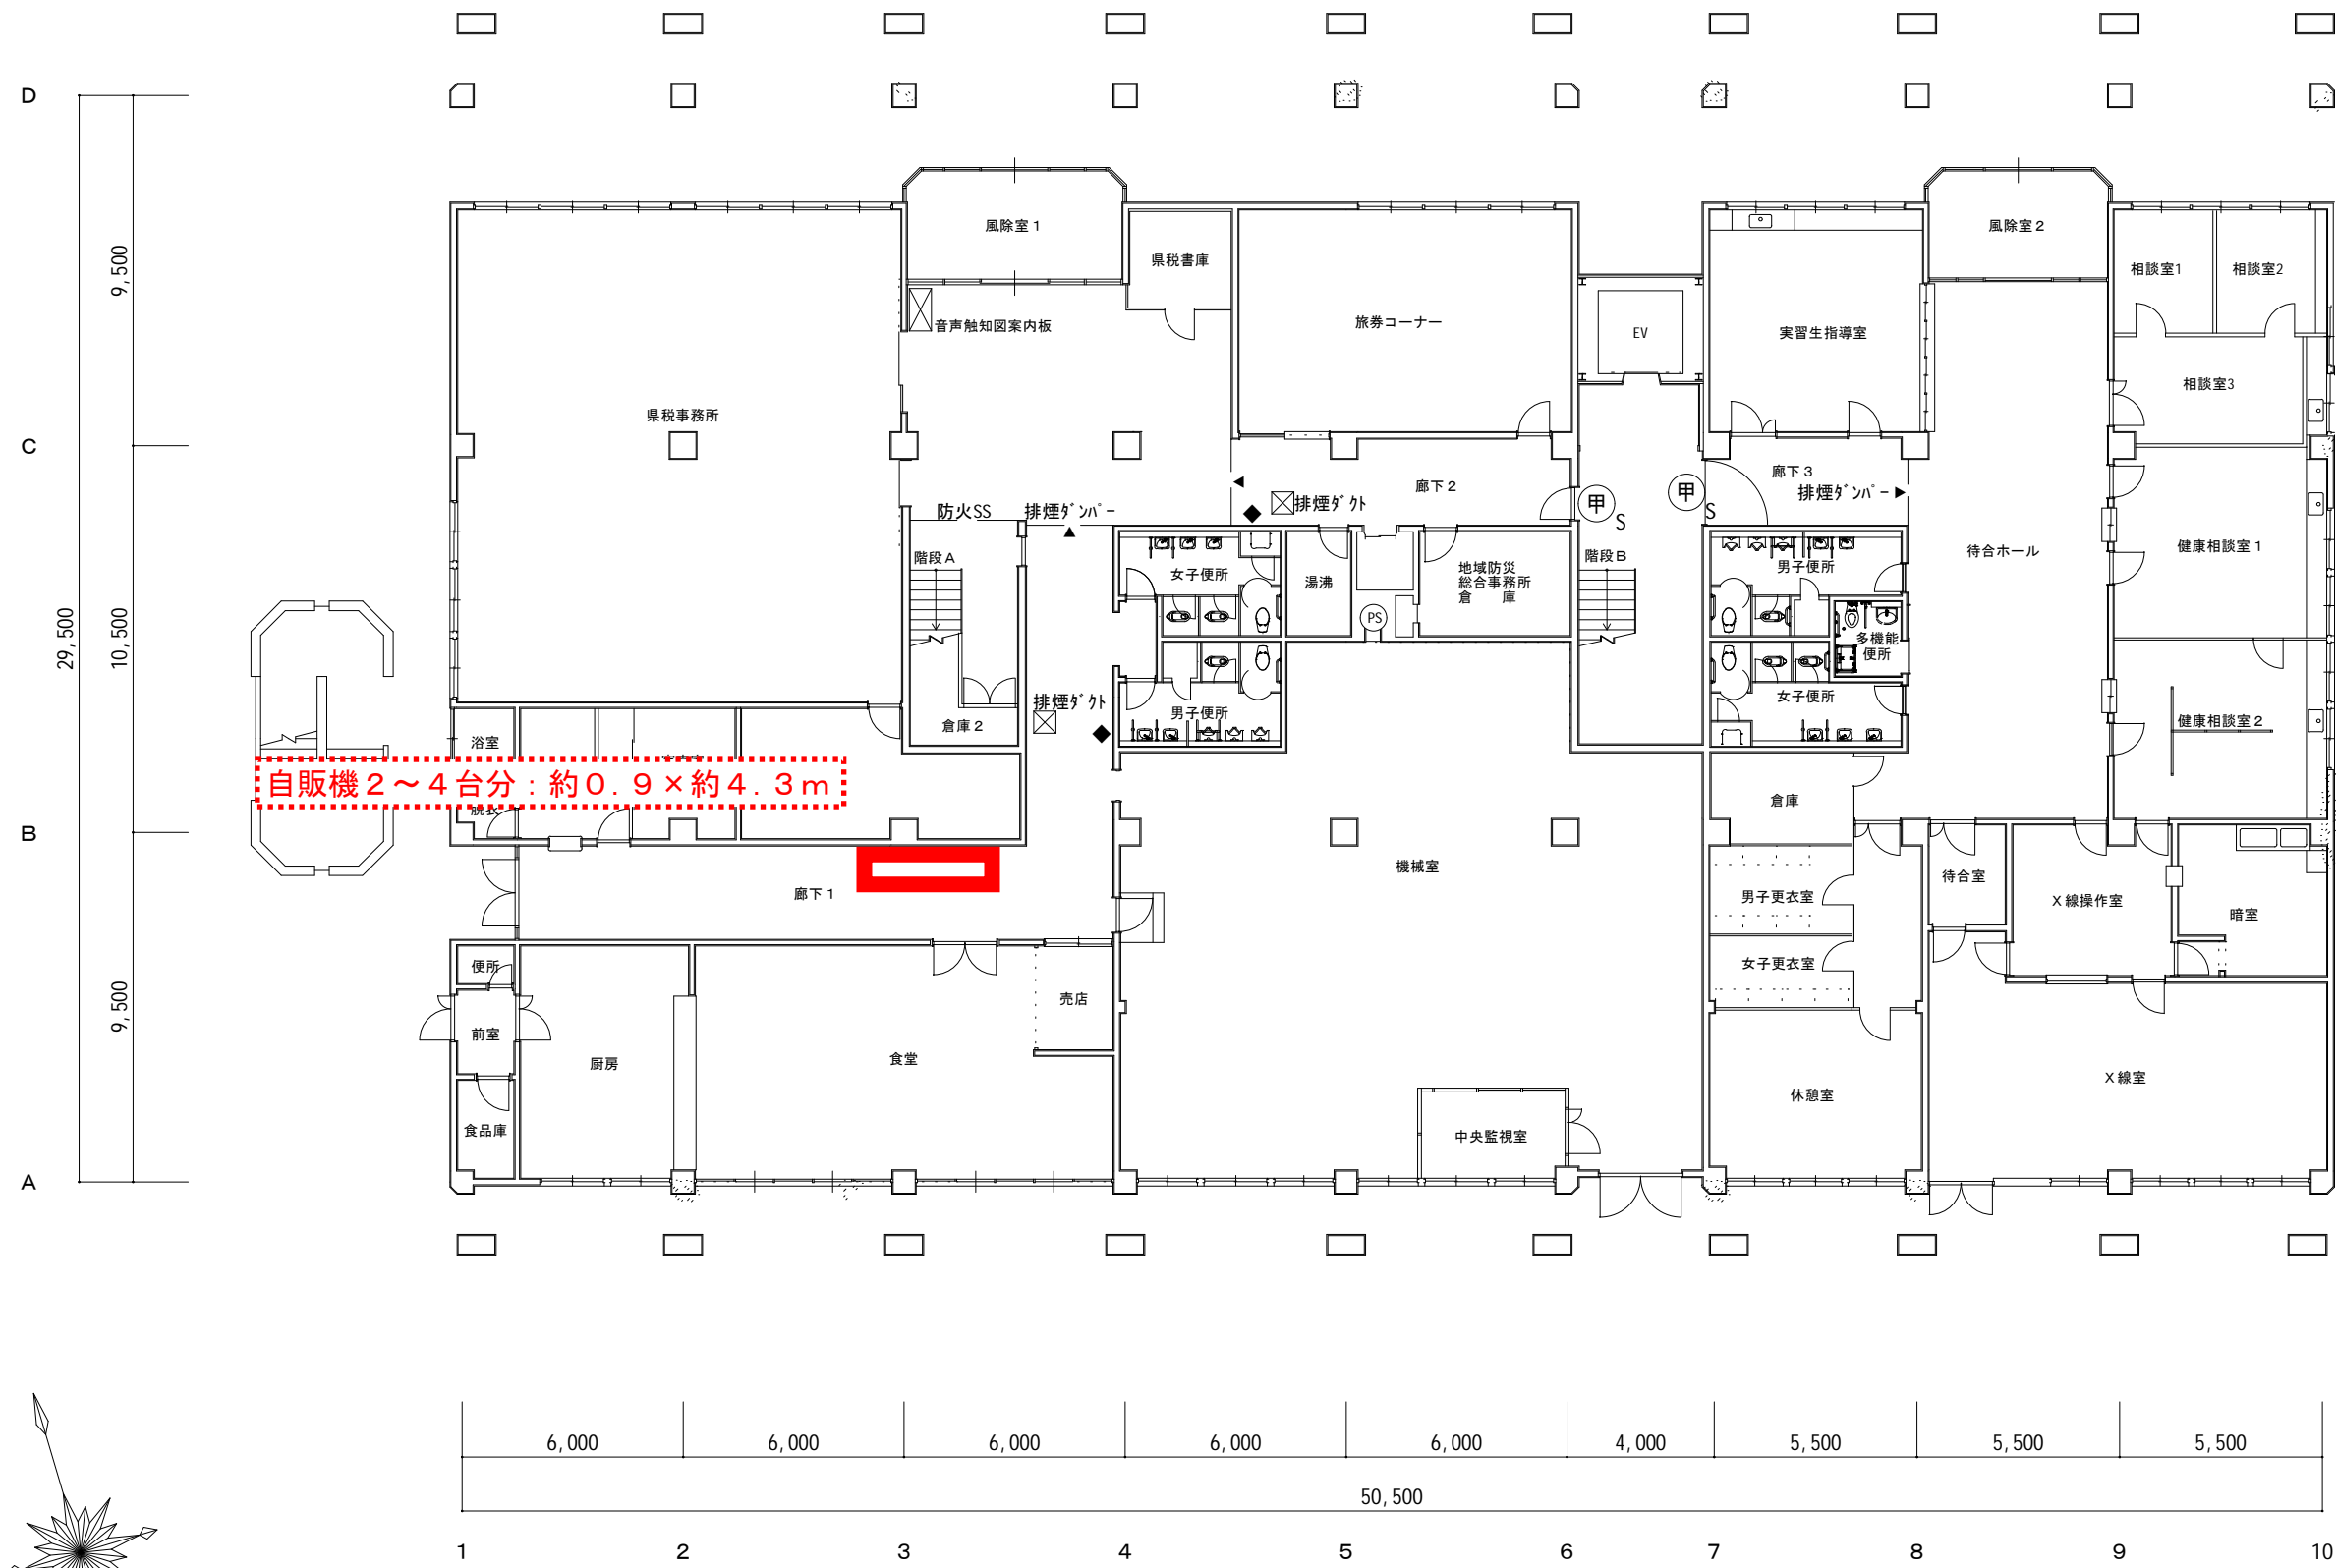 D
風除室１
風除室２
県税書庫
相談室1
相談室2
9,500
音声触知図案内板
旅券コーナー
EV
実習生指導室
相談室3
県税事務所
C
廊下３
廊下２
甲
S
甲
S
排煙ﾀﾞﾝﾊﾟｰ
防火SS
排煙ﾀﾞﾝﾊﾟｰ
排煙ﾀﾞｸﾄ
階段Ａ
女子便所
湯沸
地域防災
総合事務所
倉　庫
階段Ｂ
男子便所
待合ホール
健康相談室１
29,500
10,500
PS
多機能
便所
女子便所
排煙ﾀﾞｸﾄ
男子便所
倉庫２
健康相談室２
浴室
自販機２～４台分：約０．９×約４．３ｍ
倉庫
B
機械室
廊下１
男子更衣室
待合室
Ｘ線操作室
暗室
便所
女子更衣室
売店
9,500
前室
厨房
食堂
休憩室
Ｘ線室
食品庫
中央監視室
A
6,000
6,000
6,000
6,000
6,000
4,000
5,500
5,500
5,500
50,500
1
2
3
4
5
6
7
8
9
10